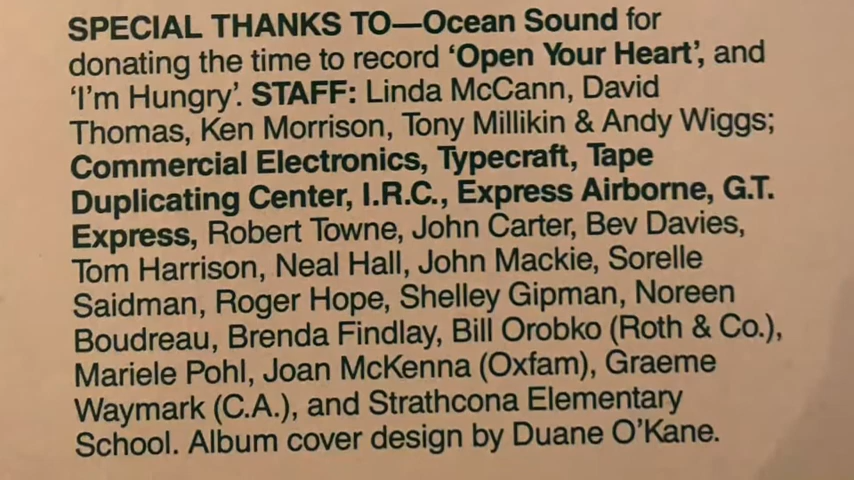 SPECIAL THANKS TO—Ocean Sound for
donating the time to record ‘Open Your Heart’, and
‘I’m Hungry’. STAFF: Linda McCann, David
Thomas, Ken Morrison, Tony Millikin & Andy Wiggs;
Commercial Electronics, Typecraft, Tape
Duplicating Center, I.R.C., Express Airborne, G.T.
Express, Robert Towne, John Carter, Bev Davies,
Tom Harrison, Neal Hall, John Mackie, Sorelle
Saidman, Roger Hope, Shelley Gipman, Noreen
Boudreau, Brenda Findlay, Bill Orobko (Roth & Co.),
Mariele Pohl, Joan McKenna (Oxfam), Graeme
Waymark (C.A.), and Strathcona Elementary
School. Album cover design by Duane O’Kane.